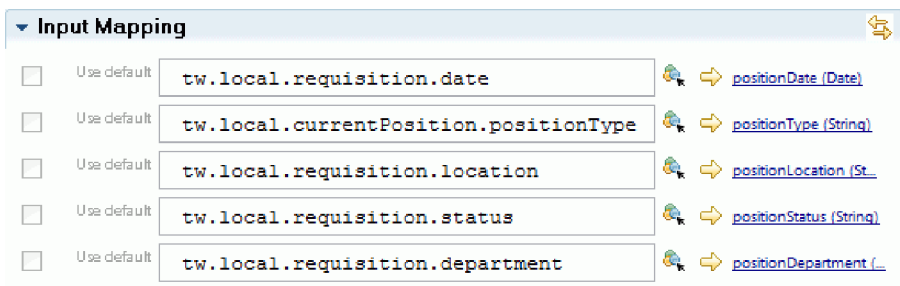 Input Mapping
Use default tw.local.requisition.date positionDate (Date)
Use default tw.local.currentPosition.positionType positionType (String)
Use default tw.local.requisition.location positionLocation (St...
Use default tw.local.requisition.status positionStatus (String)
Use default tw.local.requisition.department positionDepartment (...